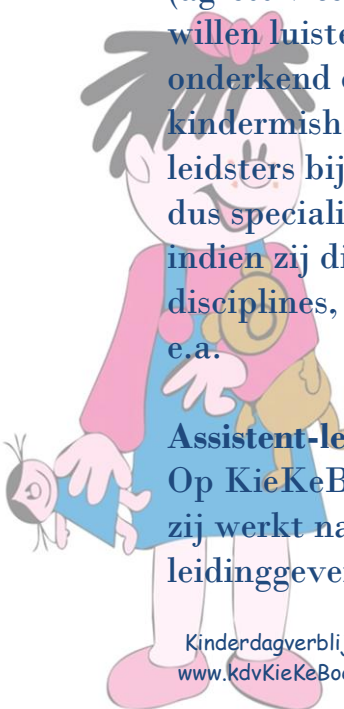 willen luiste
onderkend
kindermish
leidsters bij
dus speciali
indien zij di
disciplines,
e.a.
Assistent-le
Op KieKeB
zij werkt na
leidinggeve
Kinderdagverblij
www.kdvKieKeBoe